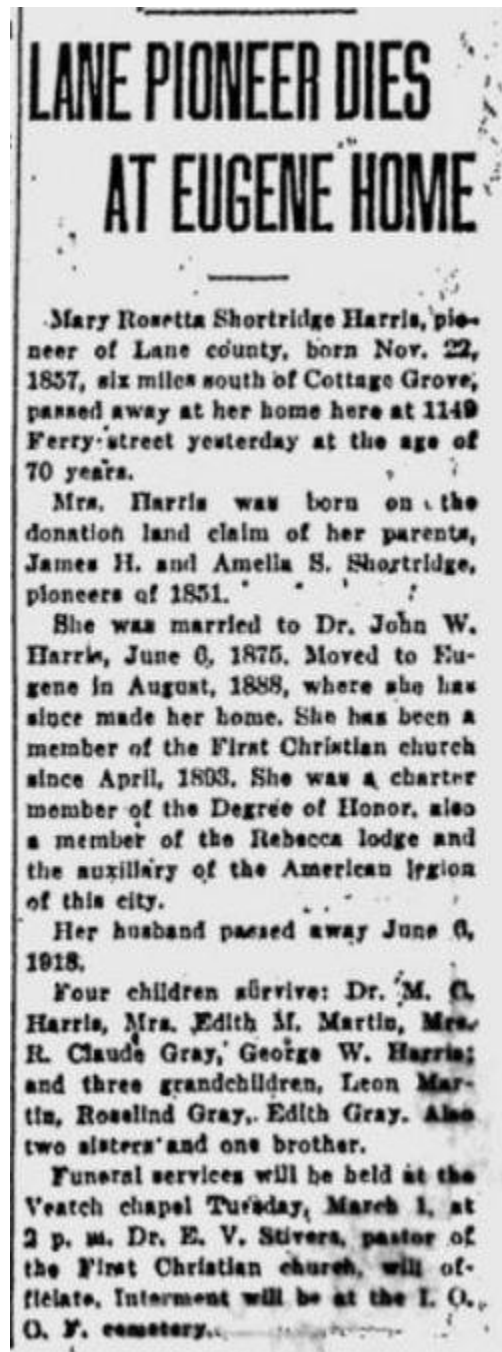 LANE PIONEER DIES
AT EUGENE HOME
Mary Rosetta Shortridge Harris, pio-
neer of Lane county, born Nov. 22,
1857, six miles south of Cottage Grove,
passed away at her home here at 1149
Ferry street yesterday at the age of
70 years.
Mrs. Harris was born on the
donation land claim of her parents,
James H. and Amelia S. Shortridge,
pioneers of 1851.
She was married to Dr. John W.
Harris, June 6, 1875. Moved to Eu-
gene in August, 1888, where she has
since made her home. She has been a
member of the First Christian church
since April, 1893. She was a charter
member of the Degree of Honor, also
a member of the Rebecca lodge and
the auxiliary of the American legion
of this city.
Her husband passed away June 6,
1918.
Four children survive: Dr. M. C.
Harris, Mrs. Edith M. Martin, Mrs.
R. Claude Gray, George W. Harris;
and three grandchildren, Leon Mar-
tin, Rosalind Gray, Edith Gray. Also
two sisters and one brother.
Funeral services will be held at the
Veatch chapel Tuesday, March 1, at
2 p. m. Dr. E. V. Stivers, pastor of
the First Christian church, will of-
ficiate. Interment will be at the I. O.
O. F. cemetery.